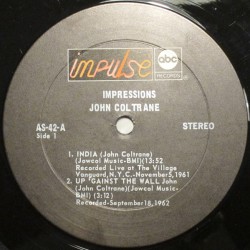 impulse
abc
RECORDS
IMPRESSIONS
JOHN COLTRANE
AS-42-A
Side 1
STEREO
1. INDIA (John Coltrane)
(Jowcol Music-BMI)(13:52
Recorded Live at The Village
Vanguard, N.Y.C.-November 5, 1961
2. UP 'GAINST THE WALL John
(John Coltrane)(Jowcol Music-
BMI) (3:12)
Recorded-September 18, 1962